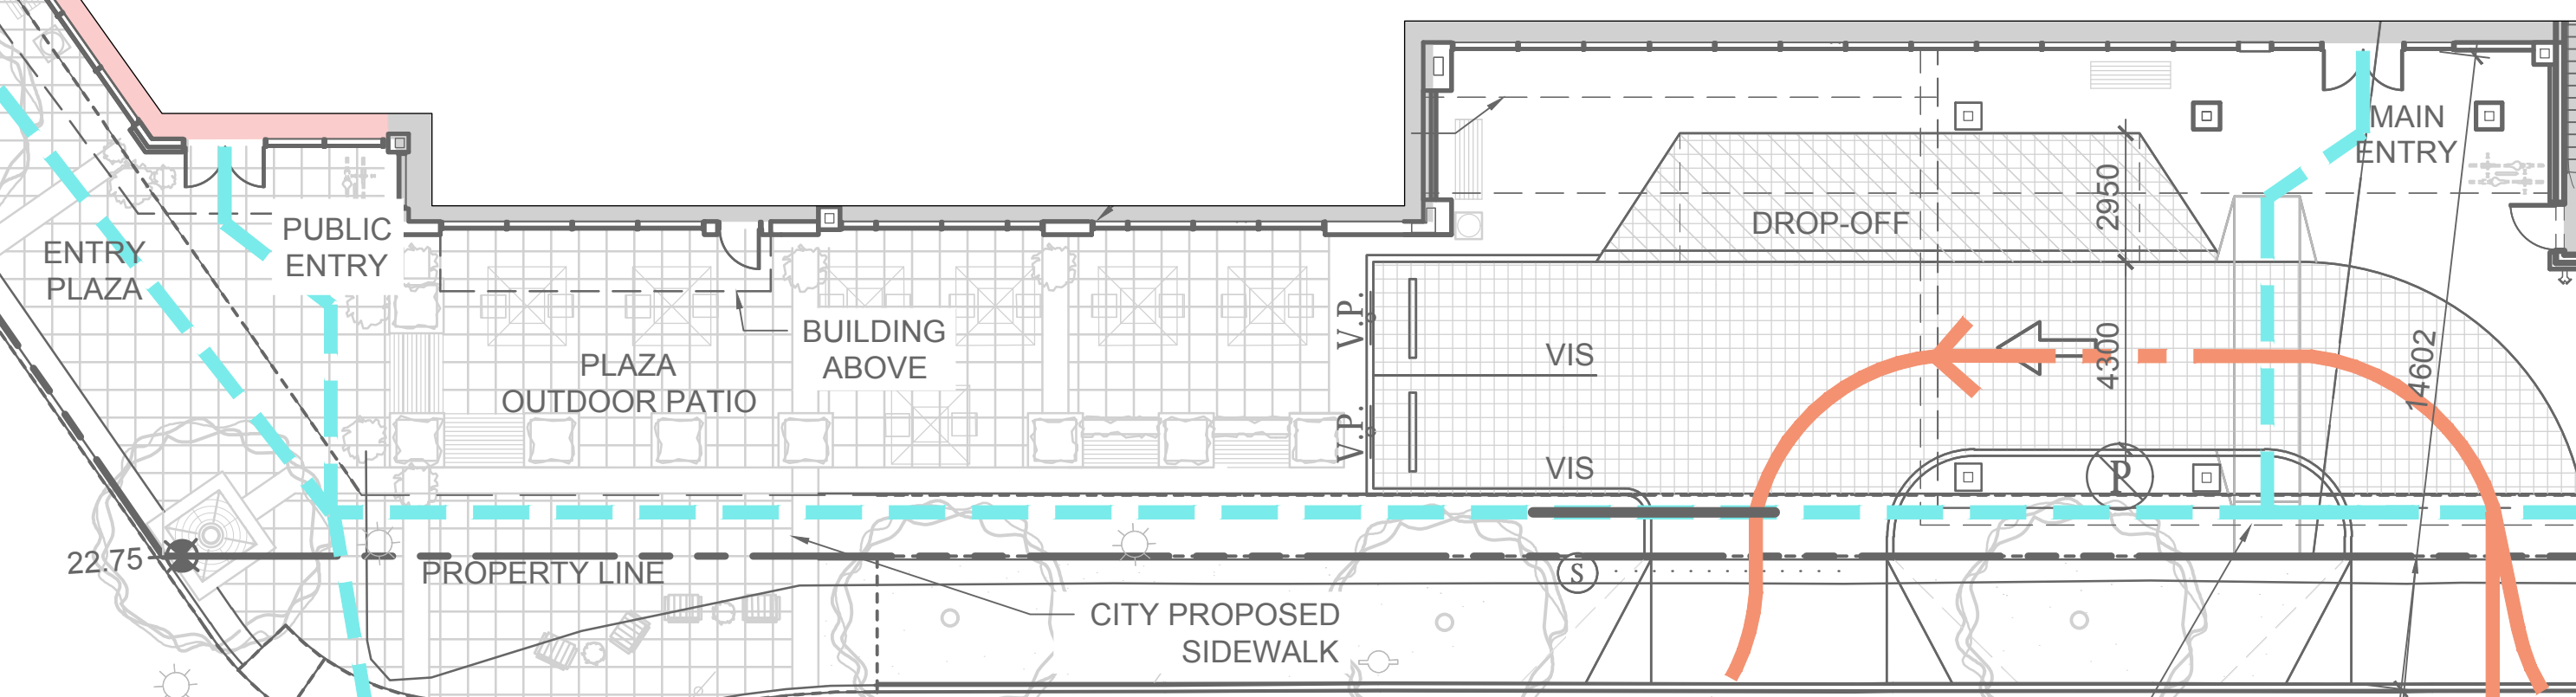 MAIN
ENTRY
2950
DROP-OFF
PUBLIC
ENTRY
ENTRY
PLAZA
V.P.
BUILDING
ABOVE
VIS
4300
14602
PLAZA
OUTDOOR PATIO
V.P.
VIS
P
22.75
PROPERTY LINE
S
CITY PROPOSED
SIDEWALK